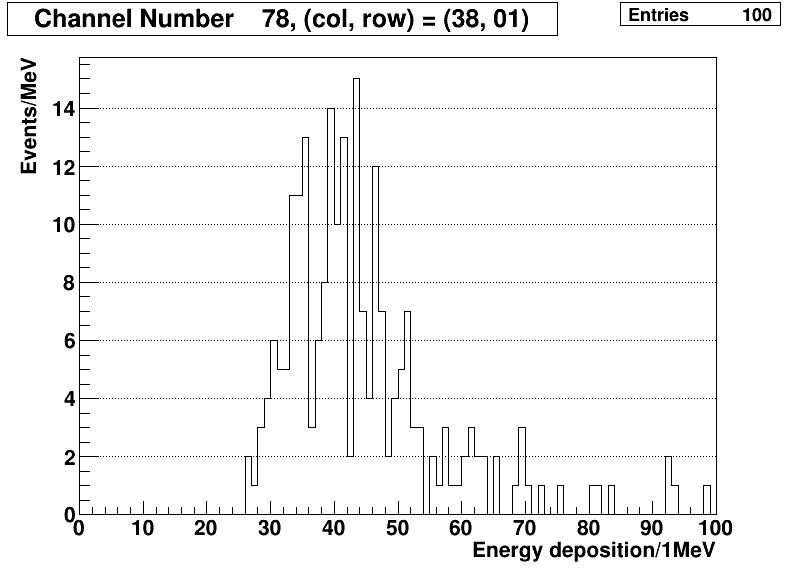 Channel Number 78, (col, row) = (38, 01)
Entries 100
Events/MeV
14
12
10
8
6
4
2
0
0 10 20 30 40 50 60 70 80 90 100
Energy deposition/1MeV